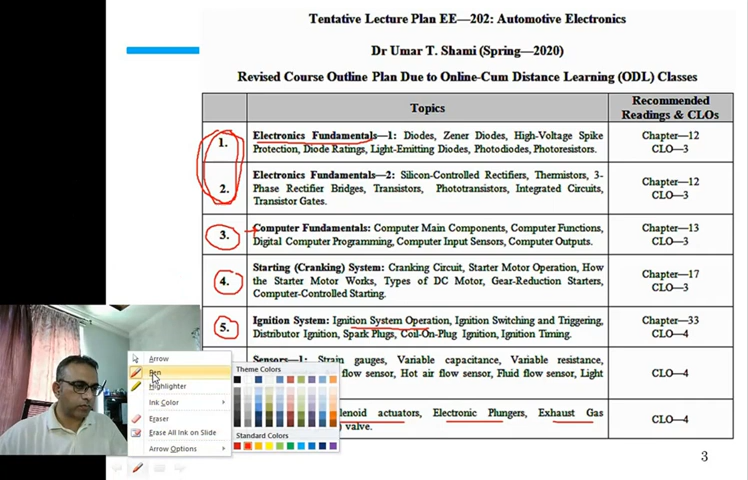 Tentative Lecture Plan EE—202: Automotive Electronics
Dr Umar T. Shami (Spring—2020)
Revised Course Outline Plan Due to Online-Cum Distance Learning (ODL) Classes
Topics
Recommended
Readings & CLOs
1.
Electronics Fundamentals—1: Diodes, Zener Diodes, High-Voltage Spike
Protection, Diode Ratings, Light-Emitting Diodes, Photodiodes, Photoresistors.
Chapter—12
CLO—3
2.
Electronics Fundamentals—2: Silicon-Controlled Rectifiers, Thermistors, 3-
Phase Rectifier Bridges, Transistors, Phototransistors, Integrated Circuits,
Transistor Gates.
Chapter—12
CLO—3
3.
Computer Fundamentals: Computer Main Components, Computer Functions,
Digital Computer Programming, Computer Input Sensors, Computer Outputs.
Chapter—13
CLO—3
4.
Starting (Cranking) System: Cranking Circuit, Starter Motor Operation, How
the Starter Motor Works, Types of DC Motor, Gear-Reduction Starters,
Computer-Controlled Starting.
Chapter—17
CLO—3
5.
Ignition System: Ignition System Operation, Ignition Switching and Triggering,
Distributor Ignition, Spark Plugs, Coil-On-Plug Ignition, Ignition Timing.
Chapter—33
CLO—4
Sensors—1: Strain gauges, Variable capacitance, Variable resistance,
flow sensor, Hot air flow sensor, Fluid flow sensor, Light
CLO—4
actuators, Electronic Plungers, Exhaust Gas
valve.
CLO—4
3
Arrow
Pen
Highlighter
Ink Color
Eraser
Erase All Ink on Slide
Arrow Options
Theme Colors
Standard Colors